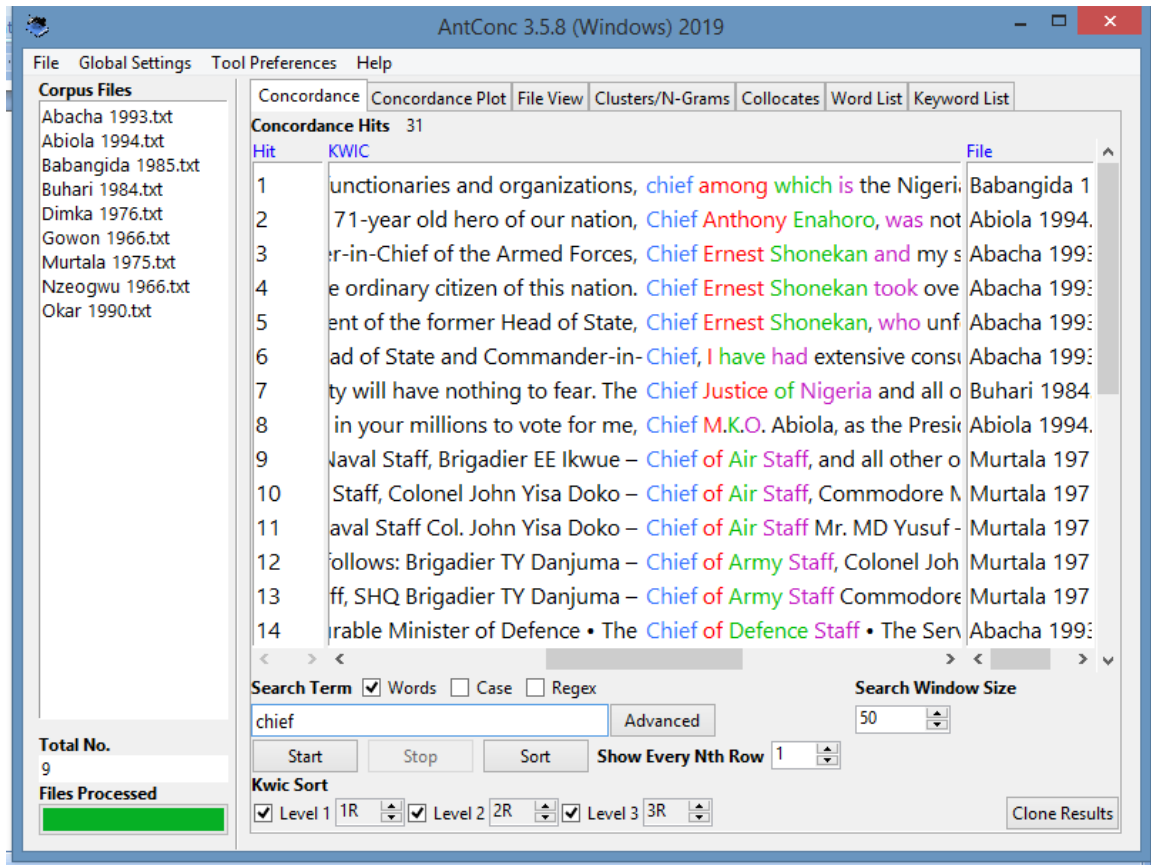 AntConc 3.5.8 (Windows) 2019
File Global Settings Tool Preferences Help
Corpus Files
Abacha 1993.txt
Abiola 1994.txt
Babangida 1985.txt
Buhari 1984.txt
Dimka 1976.txt
Gowon 1966.txt
Murtala 1975.txt
Nzeogwu 1966.txt
Okar 1990.txt
Total No.
9
Files Processed
Concordance Concordance Plot File View Clusters/N-Grams Collocates Word List Keyword List
Concordance Hits 31
Hit KWIC File
1 unctionaries and organizations, chief among which is the Nigeri Babangida 1
2 71-year old hero of our nation, Chief Anthony Enahoro, was not Abiola 1994.
3 er-in-Chief of the Armed Forces, Chief Ernest Shonekan and my s Abacha 1993
4 e ordinary citizen of this nation. Chief Ernest Shonekan took ove Abacha 1993
5 ent of the former Head of State, Chief Ernest Shonekan, who unf Abacha 1993
6 ad of State and Commander-in-Chief, I have had extensive consu Abacha 1993
7 ty will have nothing to fear. The Chief Justice of Nigeria and all o Buhari 1984
8 in your millions to vote for me, Chief M.K.O. Abiola, as the Presid Abiola 1994.
9 Naval Staff, Brigadier EE Ikwue – Chief of Air Staff, and all other o Murtala 197
10 Staff, Colonel John Yisa Doko – Chief of Air Staff, Commodore M Murtala 197
11 aval Staff Col. John Yisa Doko – Chief of Air Staff Mr. MD Yusuf - Murtala 197
12 follows: Brigadier TY Danjuma – Chief of Army Staff, Colonel Joh Murtala 197
13 ff, SHQ Brigadier TY Danjuma – Chief of Army Staff Commodore Murtala 197
14 rable Minister of Defence • The Chief of Defence Staff • The Serv Abacha 1993
Search Term Words Case Regex Search Window Size
chief Advanced 50
Start Stop Sort Show Every Nth Row 1
Kwic Sort
Level 1 1R Level 2 2R Level 3 3R Clone Results